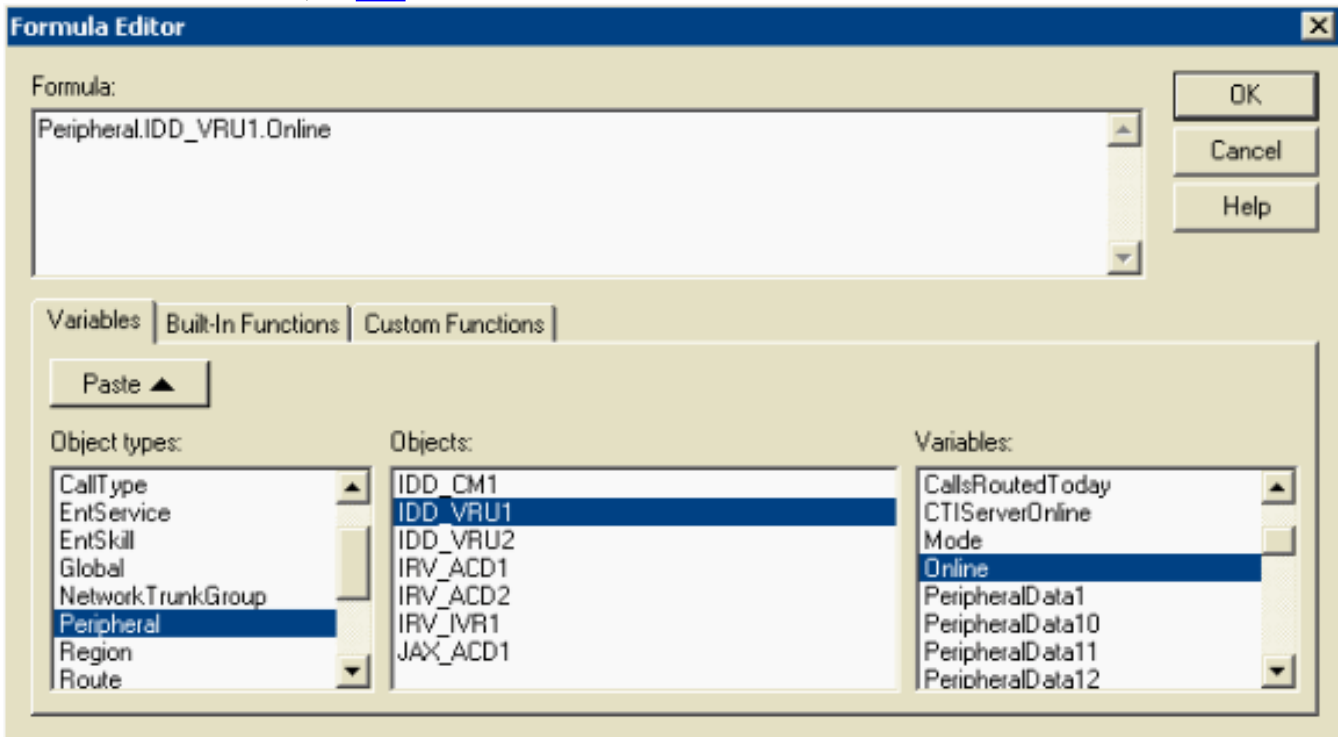 Formula Editor
Formula:
OK
Peripheral.IDD_VRU1.Online
Cancel
Help
Variables
Built-In Functions
Custom Functions
Paste
Object types:
Objects:
Variables:
CallType
EntService
EntSkill
Global
NetworkTrunkGroup
Peripheral
Region
Route
IDD_CM1
IDD_VRU1
IDD_VRU2
IRV_ACD1
IRV_ACD2
IRV_IVR1
JAX_ACD1
CallsRoutedToday
CTIServerOnline
Mode
Online
PeripheralData1
PeripheralData10
PeripheralData11
PeripheralData12